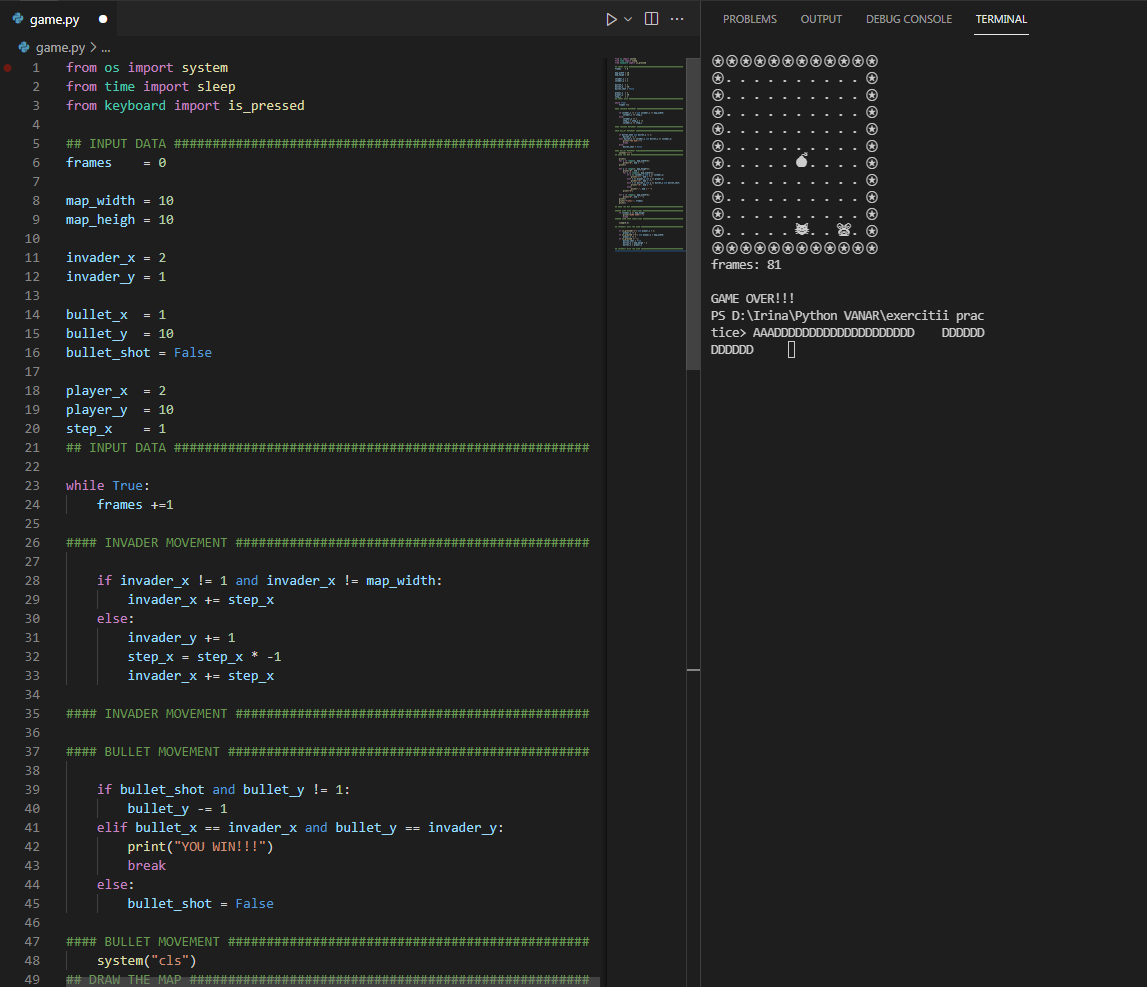 game.py
PROBLEMS OUTPUT DEBUG CONSOLE TERMINAL
game.py > ...
1 from os import system
2 from time import sleep
3 from keyboard import is_pressed
4
5 ## INPUT DATA ######################################################
6 frames    = 0
7
8 map_width = 10
9 map_heigh = 10
10
11 invader_x = 2
12 invader_y = 1
13
14 bullet_x  = 1
15 bullet_y  = 10
16 bullet_shot = False
17
18 player_x  = 2
19 player_y  = 10
20 step_x    = 1
21 ## INPUT DATA ######################################################
22
23 while True:
24     frames +=1
25
26 #### INVADER MOVEMENT ##############################################
27
28     if invader_x != 1 and invader_x != map_width:
29         invader_x += step_x
30     else:
31         invader_y += 1
32         step_x = step_x * -1
33         invader_x += step_x
34
35 #### INVADER MOVEMENT ##############################################
36
37 #### BULLET MOVEMENT ###############################################
38
39     if bullet_shot and bullet_y != 1:
40         bullet_y -= 1
41     elif bullet_x == invader_x and bullet_y == invader_y:
42         print("YOU WIN!!!")
43         break
44     else:
45         bullet_shot = False
46
47 #### BULLET MOVEMENT ###############################################
48     system("cls")
49 ## DRAW THE MAP ####################################################
frames: 81
GAME OVER!!!
PS D:\Irina\Python VANAR\exercitii prac
tice> AAADDDDDDDDDDDDDDDDDDDD    DDDDDD
DDDDDD